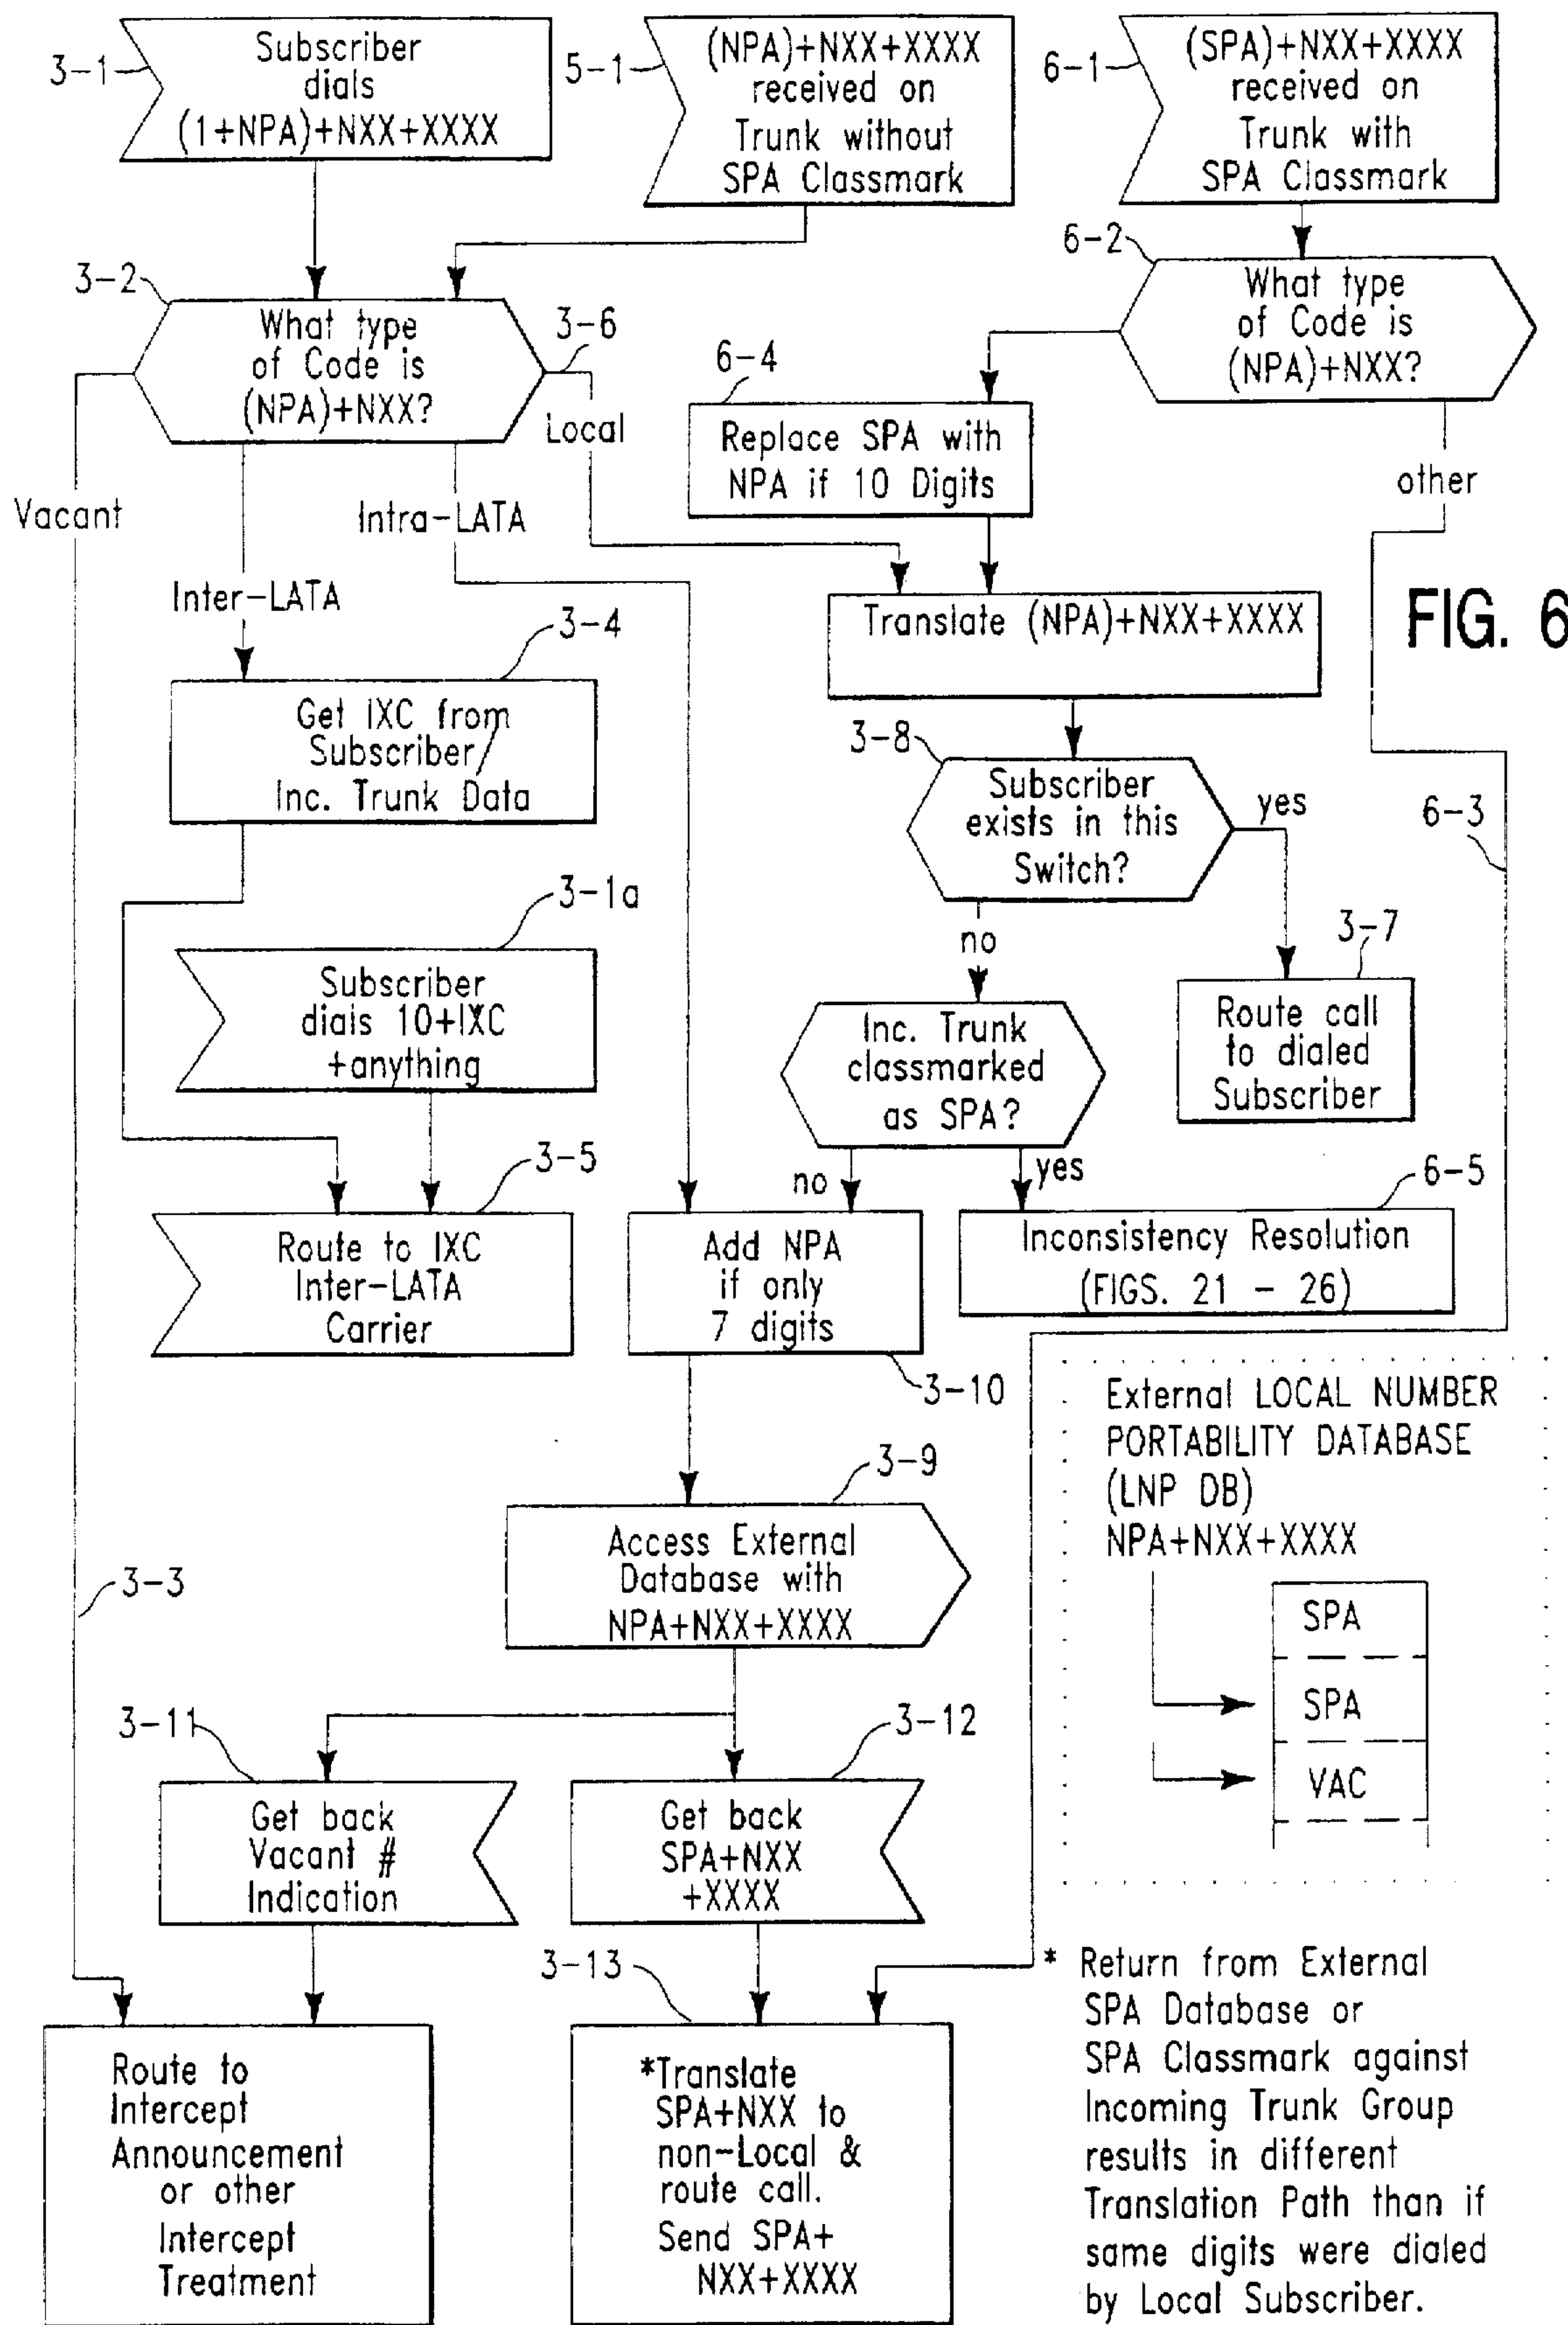 3-1
Subscriber
dials
(1+NPA)+NXX+XXXX
5-1
(NPA)+NXX+XXXX
received on
Trunk without
SPA Classmark
6-1
(SPA)+NXX+XXXX
received on
Trunk with
SPA Classmark
3-2
What type
of Code is
(NPA)+NXX?
3-6
6-2
What type
of Code is
(NPA)+NXX?
6-4
Replace SPA with
NPA if 10 Digits
Local
other
Vacant
Intra-LATA
Inter-LATA
Translate (NPA)+NXX+XXXX
FIG. 6
3-4
Get IXC from
Subscriber/
Inc. Trunk Data
3-8
Subscriber
exists in this
Switch?
yes
no
6-3
3-1a
Subscriber
dials 10+IXC
+anything
3-7
Route call
to dialed
Subscriber
Inc. Trunk
classmarked
as SPA?
no
yes
3-5
Route to IXC
Inter-LATA
Carrier
Add NPA
if only
7 digits
3-10
6-5
Inconsistency Resolution
(FIGS. 21 - 26)
3-9
Access External
Database with
NPA+NXX+XXXX
External LOCAL NUMBER
PORTABILITY DATABASE
(LNP DB)
NPA+NXX+XXXX
SPA
SPA
VAC
3-3
3-11
Get back
Vacant #
Indication
3-12
Get back
SPA+NXX
+XXXX
3-13
Route to
Intercept
Announcement
or other
Intercept
Treatment
*Translate
SPA+NXX to
non-Local &
route call.
Send SPA+
NXX+XXXX
* Return from External
SPA Database or
SPA Classmark against
Incoming Trunk Group
results in different
Translation Path than if
same digits were dialed
by Local Subscriber.